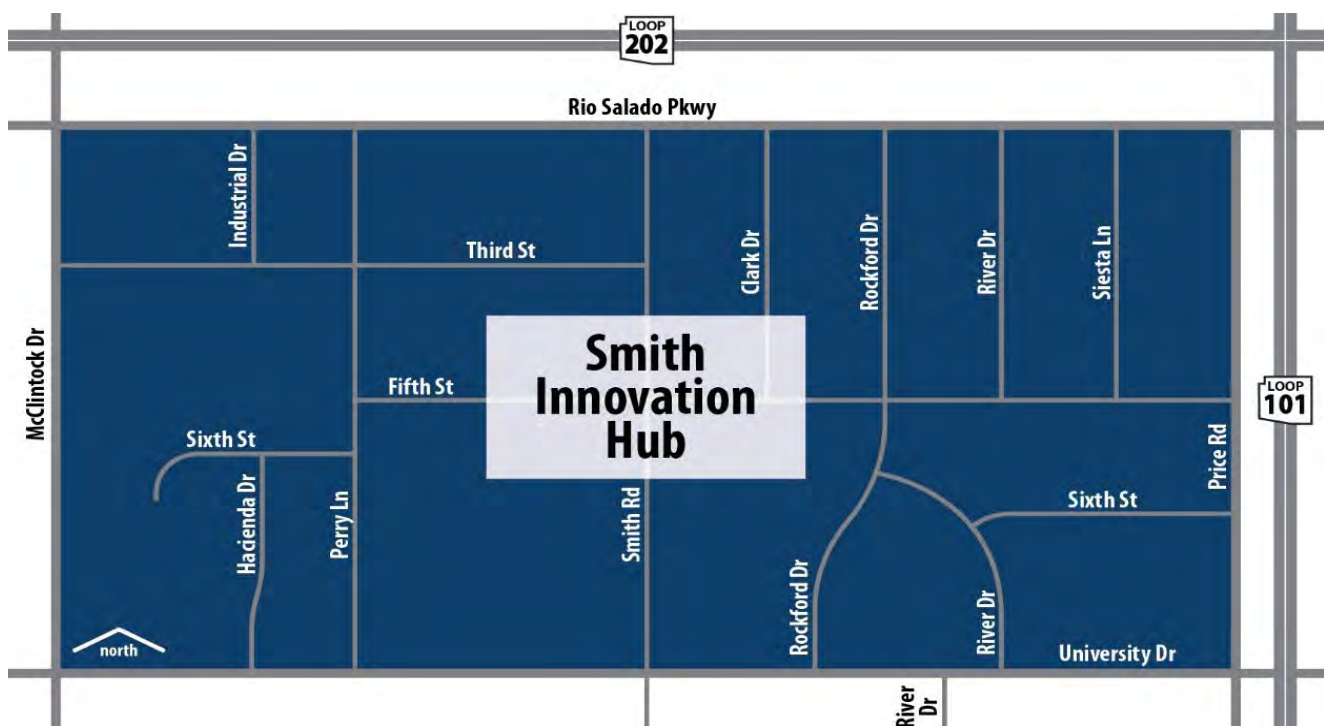 LOOP
202
Rio Salado Pkwy
Industrial Dr
Third St
Clark Dr
Rockford Dr
River Dr
Siesta Ln
McClintock Dr
Smith
Innovation
Hub
Fifth St
LOOP
101
Sixth St
Hacienda Dr
Perry Ln
Smith Rd
Price Rd
Sixth St
Rockford Dr
River Dr
north
University Dr
River
Dr